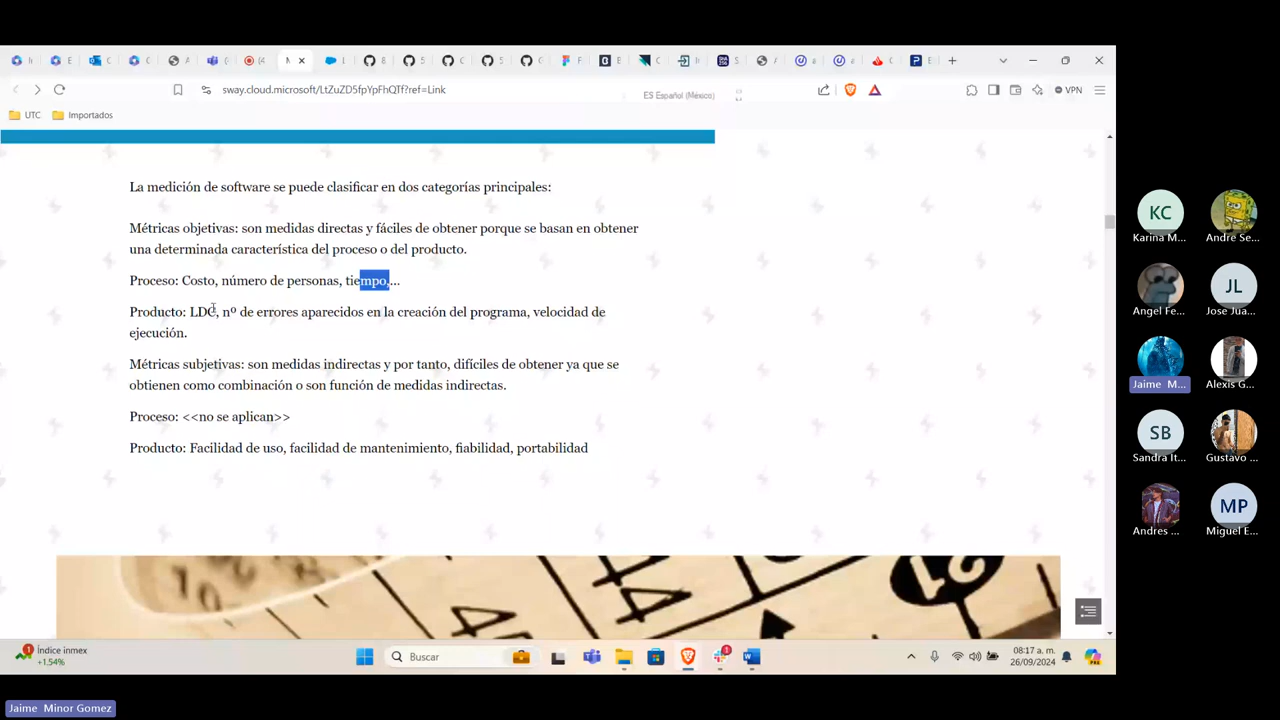 sway.cloud.microsoft/LtZuZD5fpYpFhQTf?ref=Link
ES Español (México)
VPN
UTC
Importados
La medición de software se puede clasificar en dos categorías principales:
Métricas objetivas: son medidas directas y fáciles de obtener porque se basan en obtener
una determinada característica del proceso o del producto.
Proceso: Costo, número de personas, tiempo,...
Producto: LDC, nº de errores aparecidos en la creación del programa, velocidad de
ejecución.
Métricas subjetivas: son medidas indirectas y por tanto, difíciles de obtener ya que se
obtienen como combinación o son función de medidas indirectas.
Proceso: <<no se aplican>>
Producto: Facilidad de uso, facilidad de mantenimiento, fiabilidad, portabilidad
KC
Karina M...
Andre Se...
Angel Fe...
JL
Jose Jua...
Jaime M...
Alexis G...
SB
Sandra It...
Gustavo ...
Andres ...
MP
Miguel E...
Índice inmex
+1.54%
Buscar
08:17 a. m.
26/09/2024
Jaime Minor Gomez